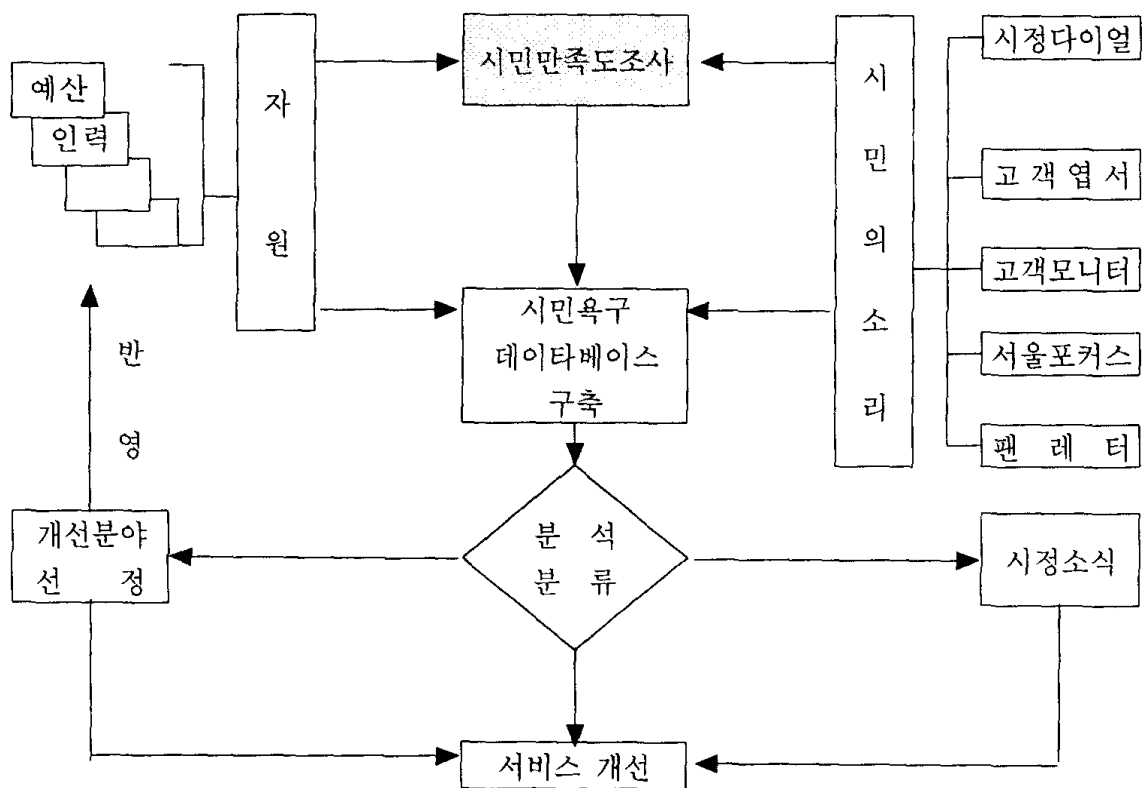 예산
인력
자
원
시민만족도조사
시
민
의
소
리
시정다이얼
고객엽서
고객모니터
서울포커스
팬 레 터
시민욕구
데이타베이스
구축
반
영
개선분야
선 정
분 석
분 류
시정소식
서비스 개선